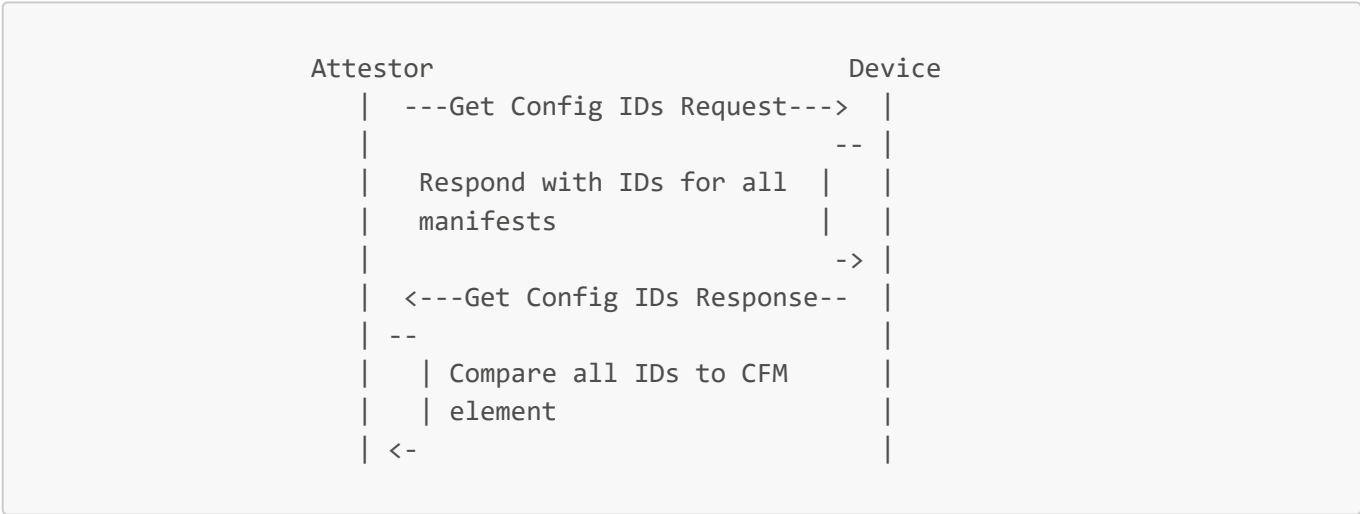 Attestor                           Device
   |  ---Get Config IDs Request--->  |
   |                              -- |
   |   Respond with IDs for all  |   |
   |   manifests                 |   |
   |                              -> |
   |  <---Get Config IDs Response--  |
   | --                              |
   |   | Compare all IDs to CFM      |
   |   | element                     |
   | <-                              |